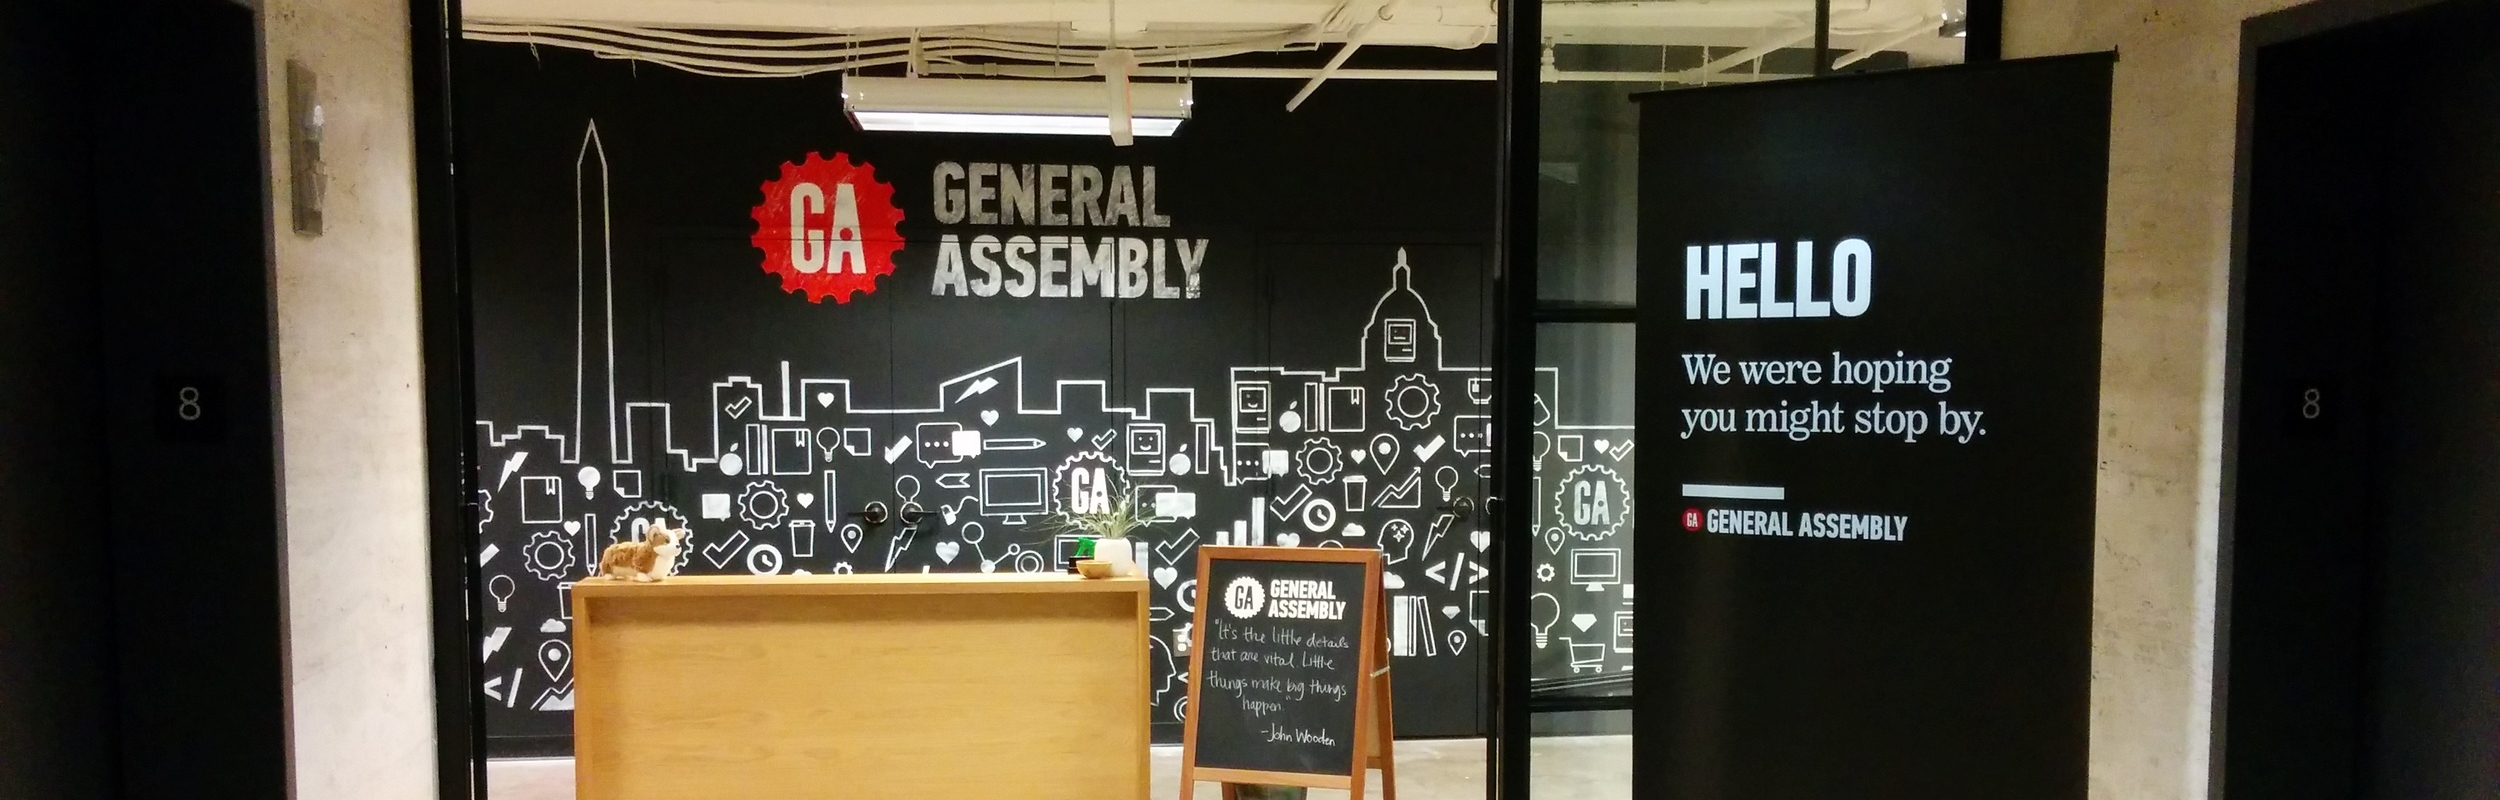 8
GA
GENERAL
ASSEMBLY
GA
GA
GA
</>
</>
GA
GENERAL
ASSEMBLY
"It's the little details
that are vital. Little
things make big things
happen."
-John Wooden
HELLO
We were hoping
you might stop by.
GA GENERAL ASSEMBLY
8